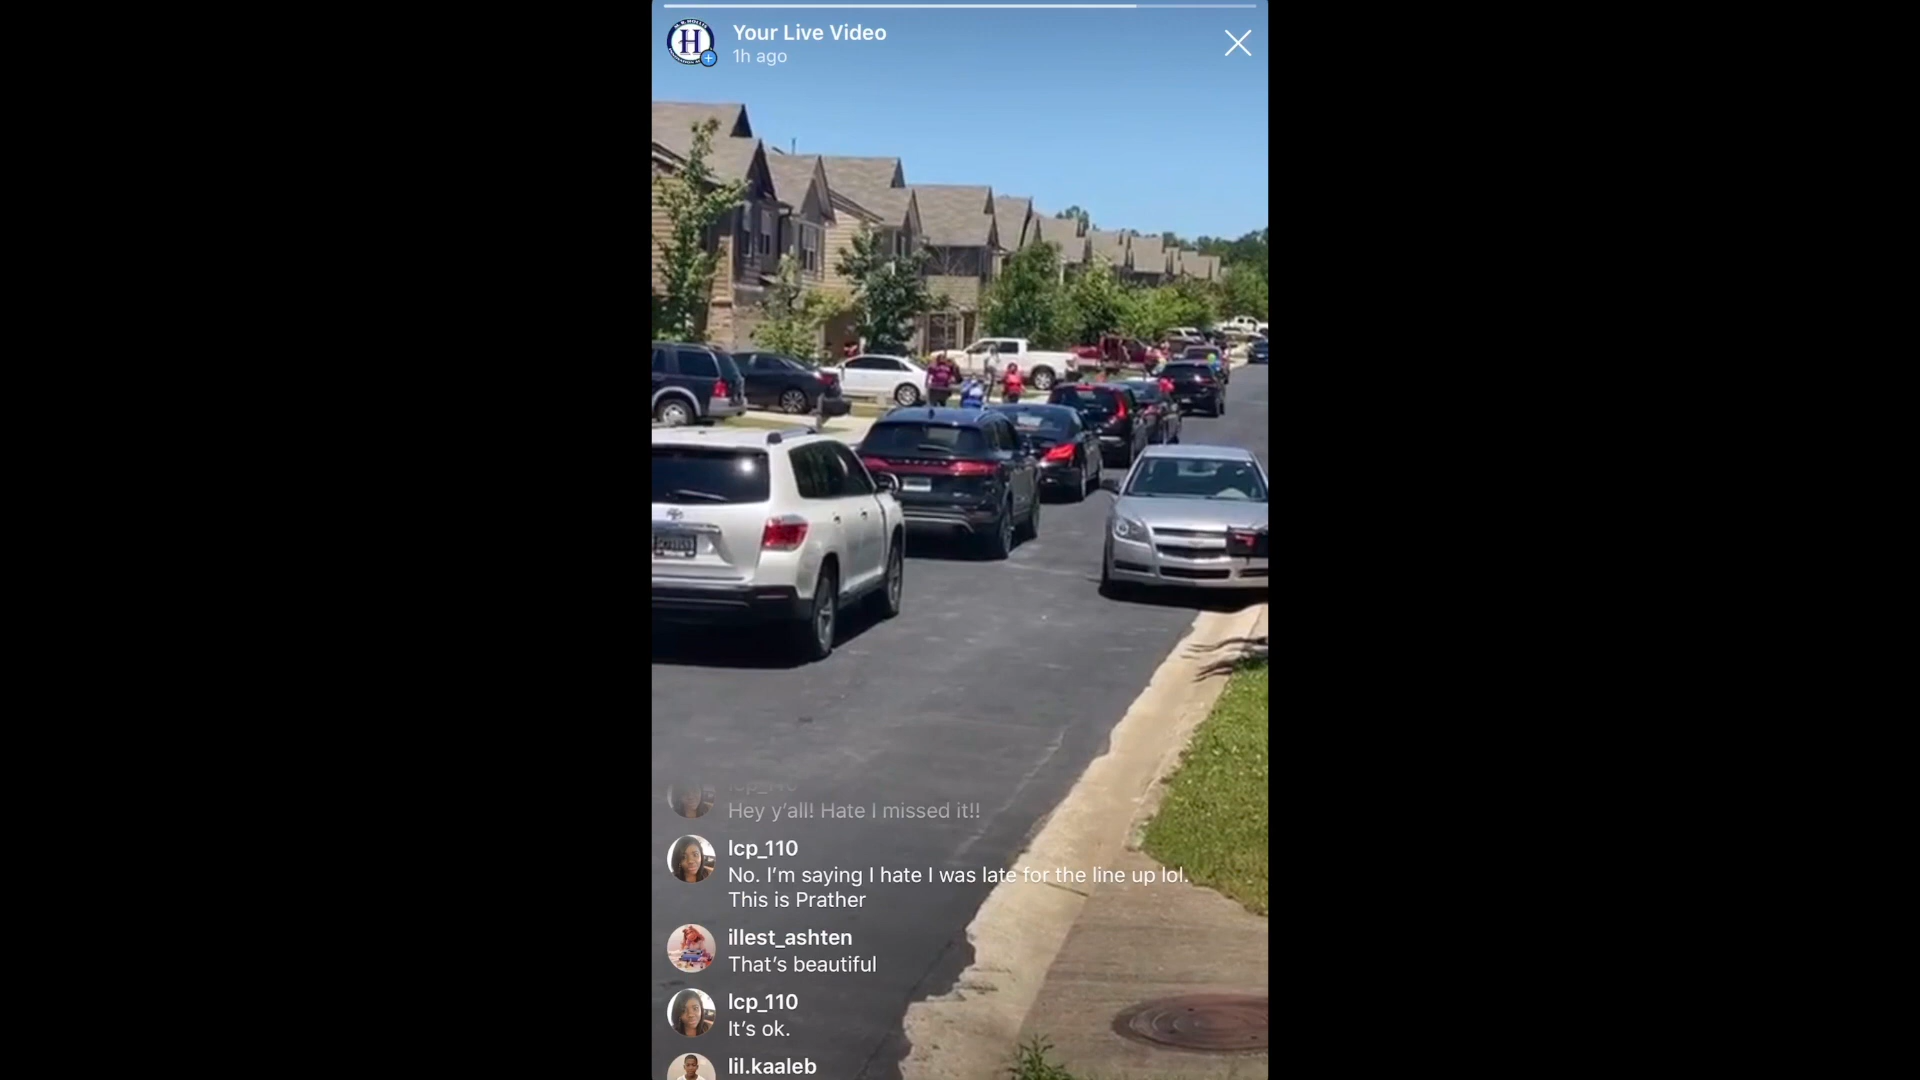 H
Your Live Video
1h ago
Hey y’all! Hate I missed it!!
lcp_110
No. I’m saying I hate I was late for the line up lol.
This is Prather
illest_ashten
That’s beautiful
lcp_110
It’s ok.
lil.kaaleb